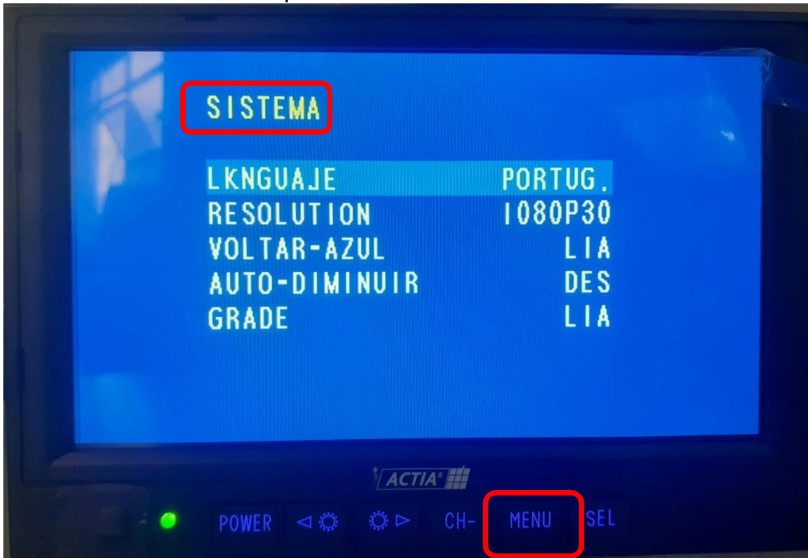 SISTEMA
LKNGUAJE PORTUG.
RESOLUTION 1080P30
VOLTAR-AZUL LIA
AUTO-DIMINUIR DES
GRADE LIA
ACTIA®
POWER CH- MENU SEL